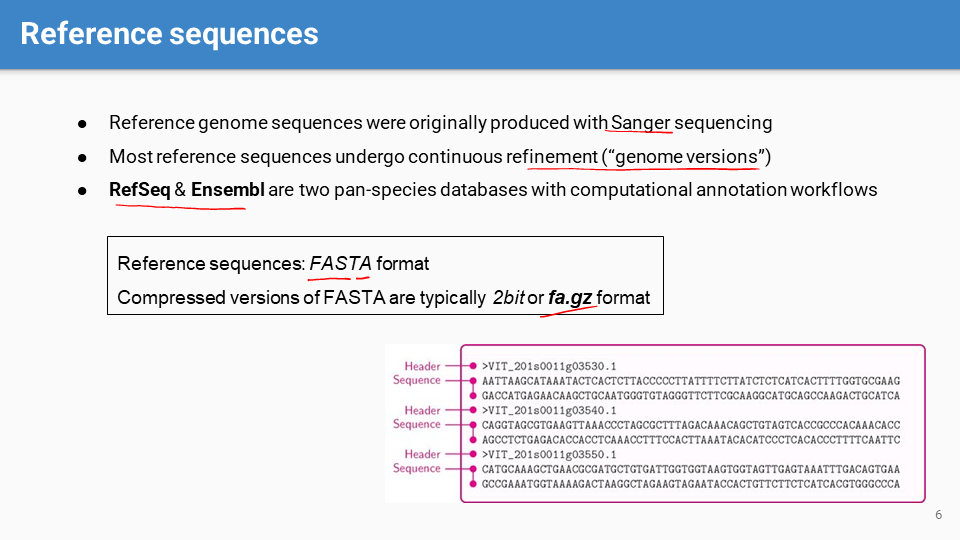 Reference sequences
● Reference genome sequences were originally produced with Sanger sequencing
● Most reference sequences undergo continuous refinement (“genome versions”)
● RefSeq & Ensembl are two pan-species databases with computational annotation workflows
Reference sequences: FASTA format
Compressed versions of FASTA are typically 2bit or fa.gz format
Header >VIT_201s0011g03530.1
Sequence AATTAAGCATAAATACTCACTCTTACCCCCTTATTTTCTTATCTCTCATCACTTTTGGTGCGAAG
GACCATGAGAACAAGCTGCAATGGGTGTAGGGTTCTTCGCAAGGCATGCAGCCAAGACTGCATCA
Header >VIT_201s0011g03540.1
Sequence CAGGTAGCGTGAAGTTAAACCCTAGCGCTTTAGACAAACAGCTGTAGTCACCGCCCACAAACACC
AGCCTCTGAGACACCACCTCAAACCTTTCCACTTAAATACACATCCCTCACACCCTTTTCAATTC
Header >VIT_201s0011g03550.1
Sequence CATGCAAAGCTGAACGCGATGCTGTGATTGGTGGTAAGTGGTAGTTGAGTAAATTTGACAGTGAA
GCCGAAATGGTAAAAGACTAAGGCTAGAAGTAGAATACCACTGTTCTTCTCATCACGTGGGCCCA
6